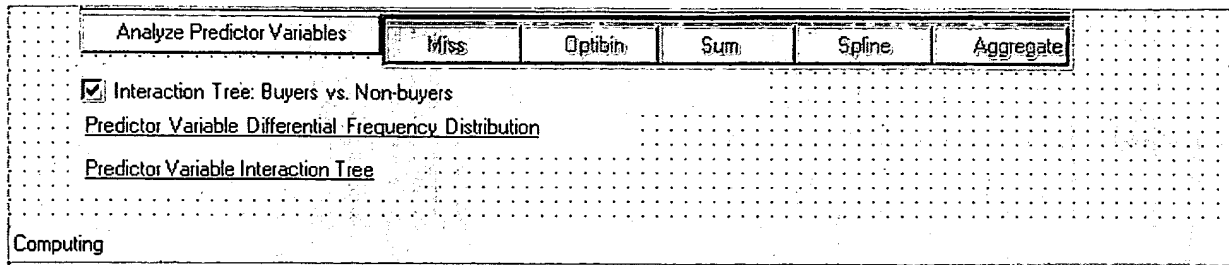 Analyze Predictor Variables Miss Optibin Sum Spline Aggregate
Interaction Tree: Buyers vs. Non-buyers
Predictor Variable Differential Frequency Distribution
Predictor Variable Interaction Tree
Computing